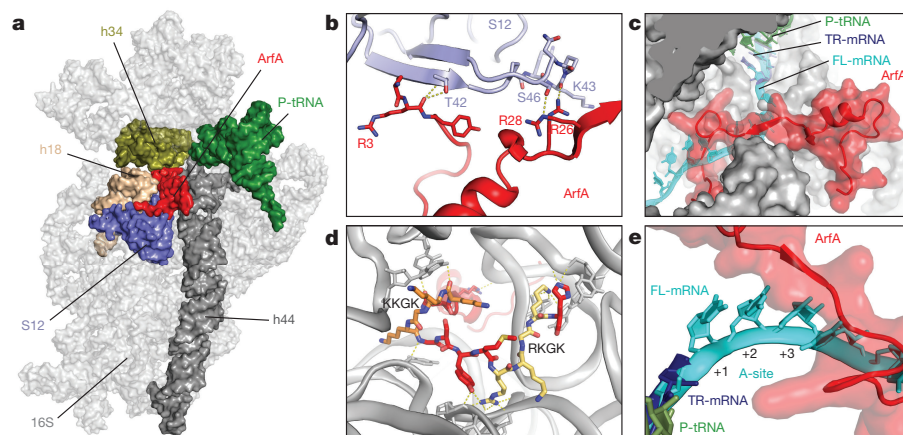 a
h34
ArfA
P-tRNA
h18
S12
h44
16S
b
S12
T42
S46
K43
R3
R28
R26
ArfA
c
P-tRNA
TR-mRNA
FL-mRNA
ArfA
d
KKGK
RKGK
e
ArfA
FL-mRNA
+1
+2
+3
A-site
TR-mRNA
P-tRNA